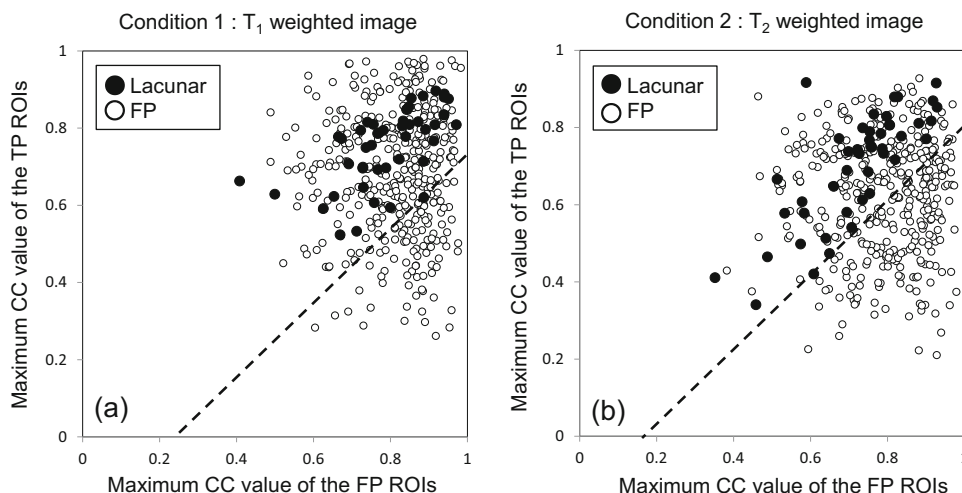 Condition 1 : T₁ weighted image
Maximum CC value of the TP ROIs
1
0.8
0.6
0.4
0.2
0
Lacunar
FP
(a)
0
0.2
0.4
0.6
0.8
1
Maximum CC value of the FP ROIs
Condition 2 : T₂ weighted image
Maximum CC value of the TP ROIs
1
0.8
0.6
0.4
0.2
0
Lacunar
FP
(b)
0
0.2
0.4
0.6
0.8
1
Maximum CC value of the FP ROIs